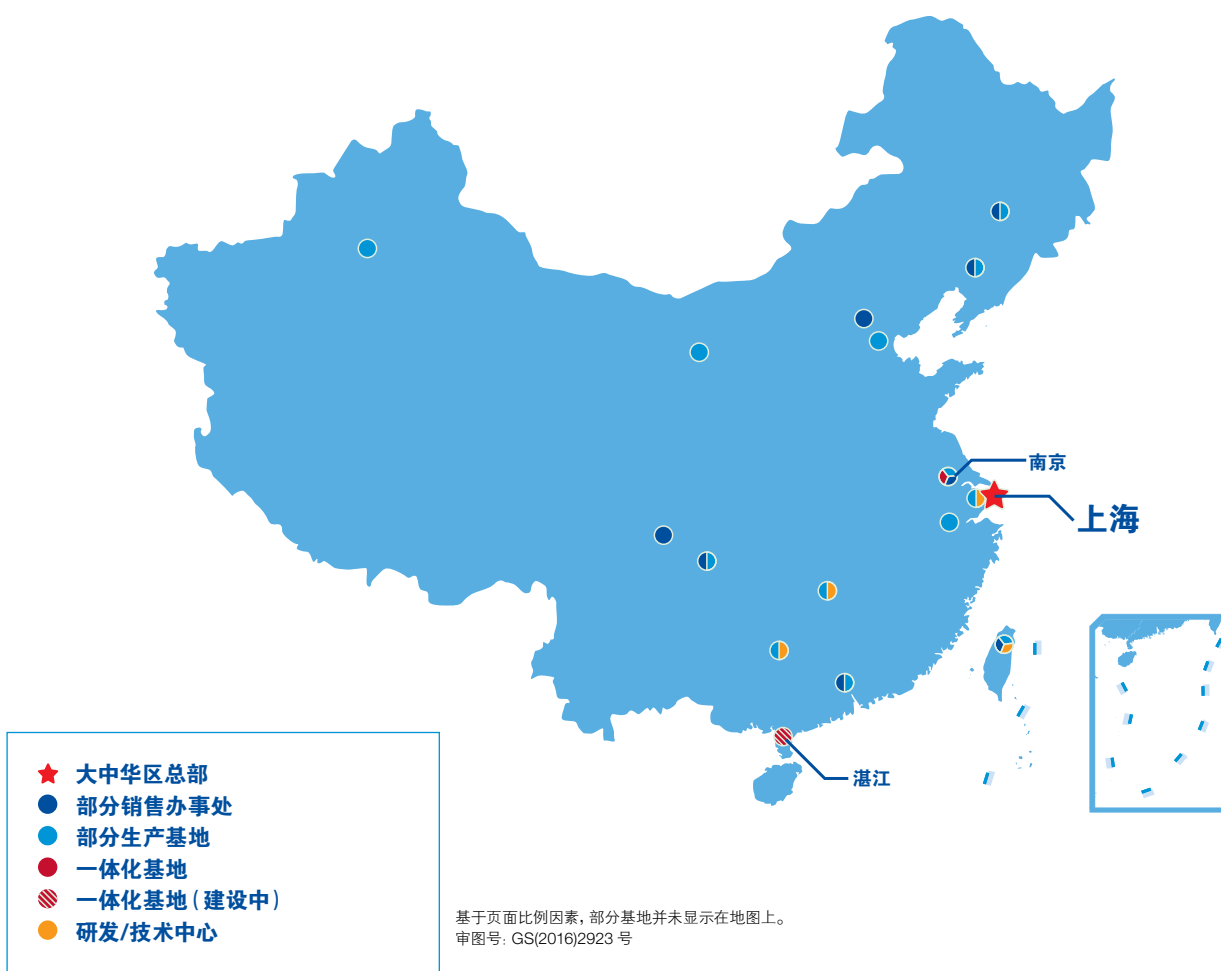 南京
上海
湛江
大中华区总部
部分销售办事处
部分生产基地
一体化基地
一体化基地(建设中)
研发/技术中心
基于页面比例因素, 部分基地并未显示在地图上。
审图号: GS(2016)2923 号